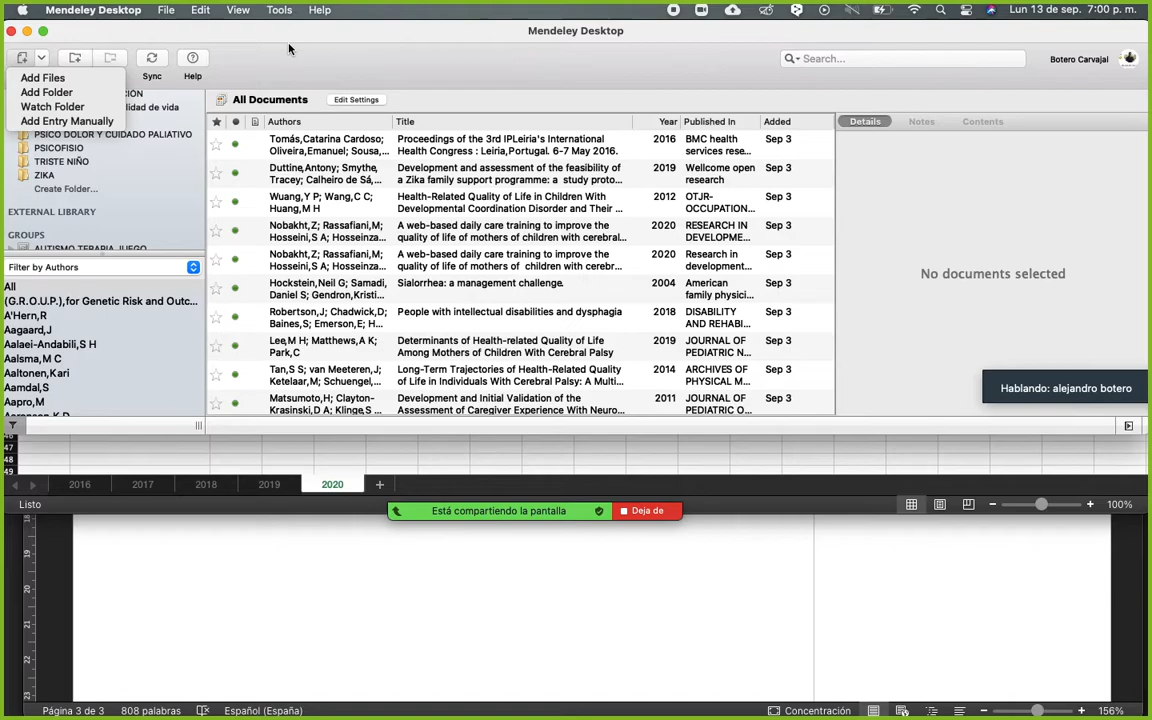 Mendeley Desktop File Edit View Tools Help Lun 13 de sep. 7:00 p. m.
Mendeley Desktop
Search...
Botero Carvajal
Sync
Help
Add Files
Add Folder
Watch Folder
Add Entry Manually
IÓN
lidad de vida
PSICO DOLOR Y CUIDADO PALIATIVO
PSICOFISIO
TRISTE NIÑO
ZIKA
Create Folder...
EXTERNAL LIBRARY
GROUPS
AUTISMO TERAPIA JUEGO
Filter by Authors
All
(G.R.O.U.P.),for Genetic Risk and Outc...
A'Hern,R
Aagaard,J
Aalaei-Andabili,S H
Aalsma,M C
Aaltonen,Kari
Aamdal,S
Aapro,M
All Documents Edit Settings
Authors Title Year Published In Added
Tomás,Catarina Cardoso; Proceedings of the 3rd IPLeiria's International 2016 BMC health Sep 3
Oliveira,Emanuel; Sousa,... Health Congress : Leiria,Portugal. 6-7 May 2016. services rese...
Duttine,Antony; Smythe, Development and assessment of the feasibility of 2019 Wellcome open Sep 3
Tracey; Calheiro de Sá,... a Zika family support programme: a study proto... research
Wuang,Y P; Wang,C C; Health-Related Quality of Life in Children With 2012 OTJR- Sep 3
Huang,M H Developmental Coordination Disorder and Their ... OCCUPATION...
Nobakht,Z; Rassafiani,M; A web-based daily care training to improve the 2020 RESEARCH IN Sep 3
Hosseini,S A; Hosseinza... quality of life of mothers of children with cerebral... DEVELOPME...
Nobakht,Z; Rassafiani,M; A web-based daily care training to improve the 2020 Research in Sep 3
Hosseini,S A; Hosseinza... quality of life of mothers of children with cerebr... development...
Hockstein,Neil G; Samadi, Sialorrhea: a management challenge. 2004 American Sep 3
Daniel S; Gendron,Kristi... family physici...
Robertson,J; Chadwick,D; People with intellectual disabilities and dysphagia 2018 DISABILITY Sep 3
Baines,S; Emerson,E; H... AND REHABI...
Lee,M H; Matthews,A K; Determinants of Health-related Quality of Life 2019 JOURNAL OF Sep 3
Park,C Among Mothers of Children With Cerebral Palsy PEDIATRIC N...
Tan,S S; van Meeteren,J; Long-Term Trajectories of Health-Related Quality 2014 ARCHIVES OF Sep 3
Ketelaar,M; Schuengel,... of Life in Individuals With Cerebral Palsy: A Multi... PHYSICAL M...
Matsumoto,H; Clayton- Development and Initial Validation of the 2011 JOURNAL OF Sep 3
Krasinski,D A; Klinge,S ... Assessment of Caregiver Experience With Neuro... PEDIATRIC O...
Details Notes Contents
No documents selected
Hablando: alejandro botero
47
48
49
2016 2017 2018 2019 2020 +
Listo 100%
Está compartiendo la pantalla Deja de
18
19
20
21
22
23
Página 3 de 3 808 palabras Español (España) Concentración 156%